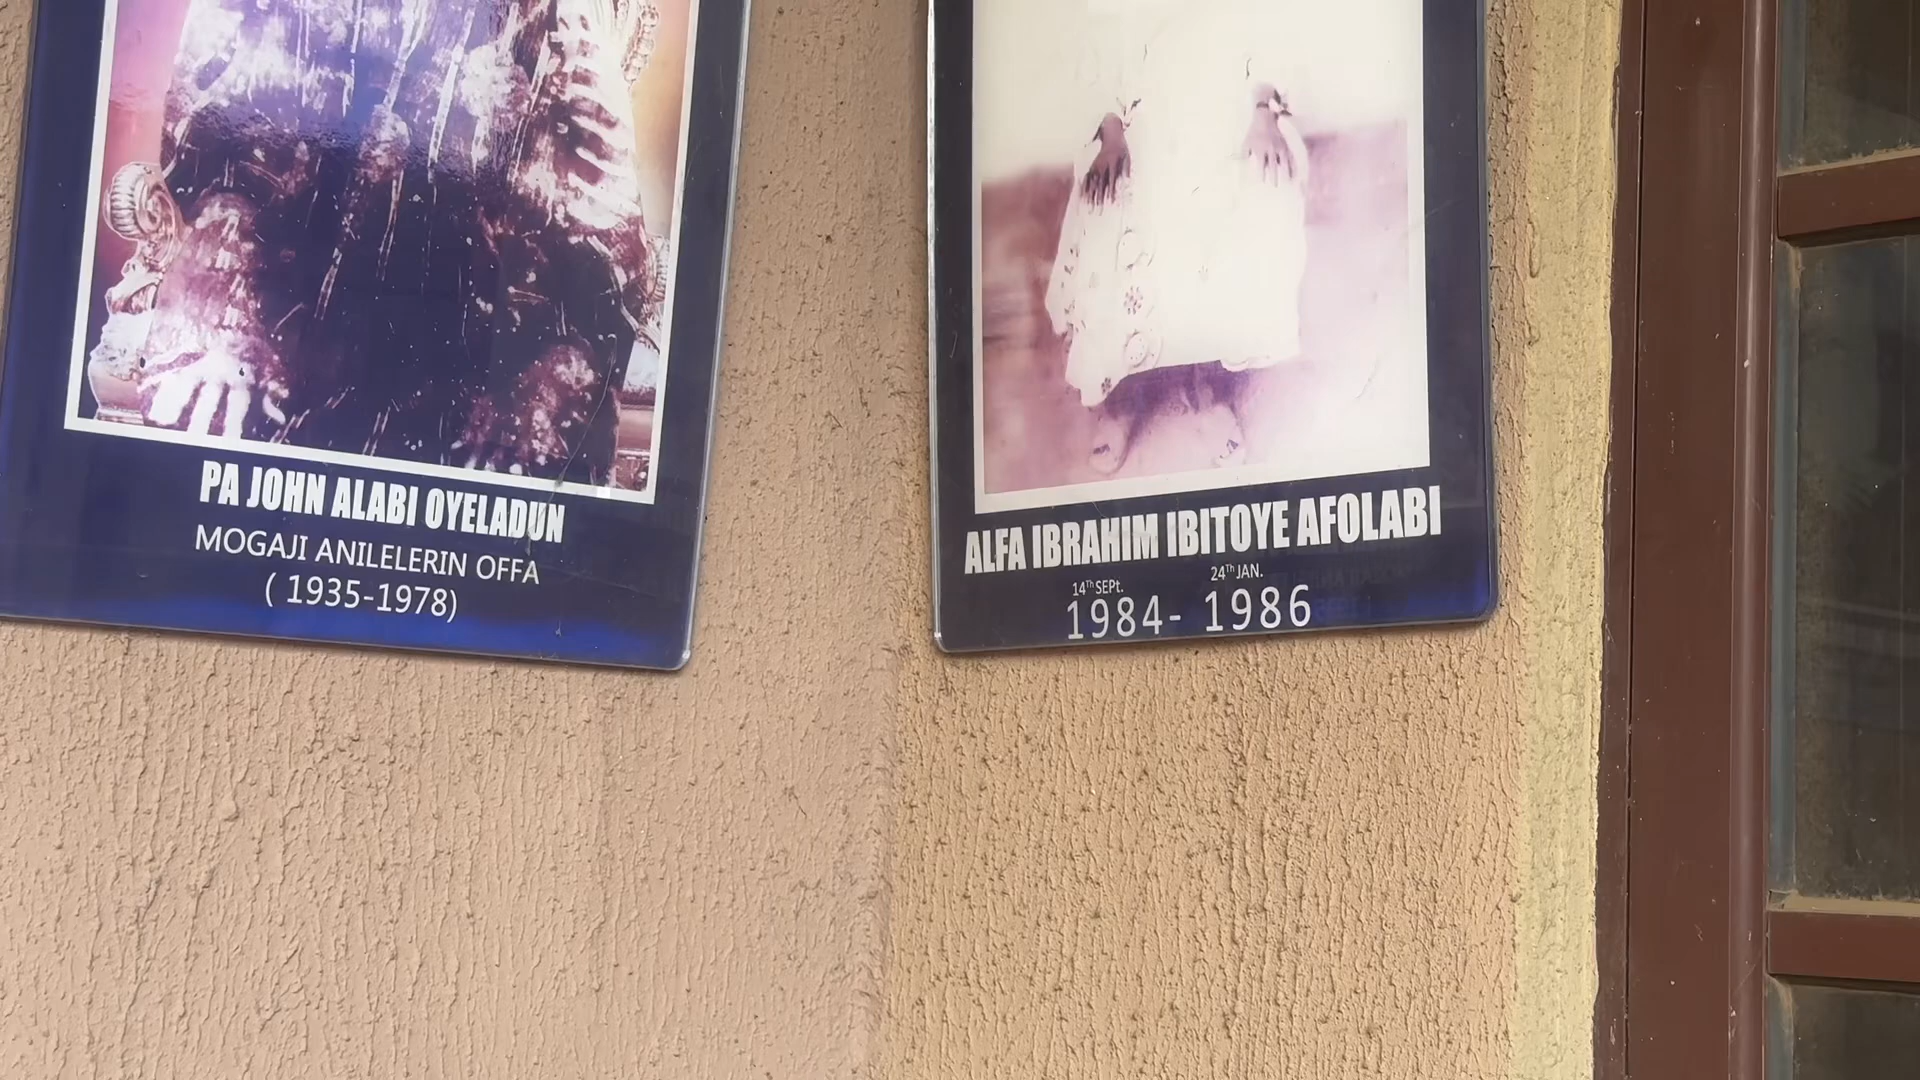 PA JOHN ALABI OYELADUN
MOGAJI ANILELERIN OFFA
( 1935-1978)
ALFA IBRAHIM IBITOYE AFOLABI
14TH SEPt. 24TH JAN.
1984- 1986